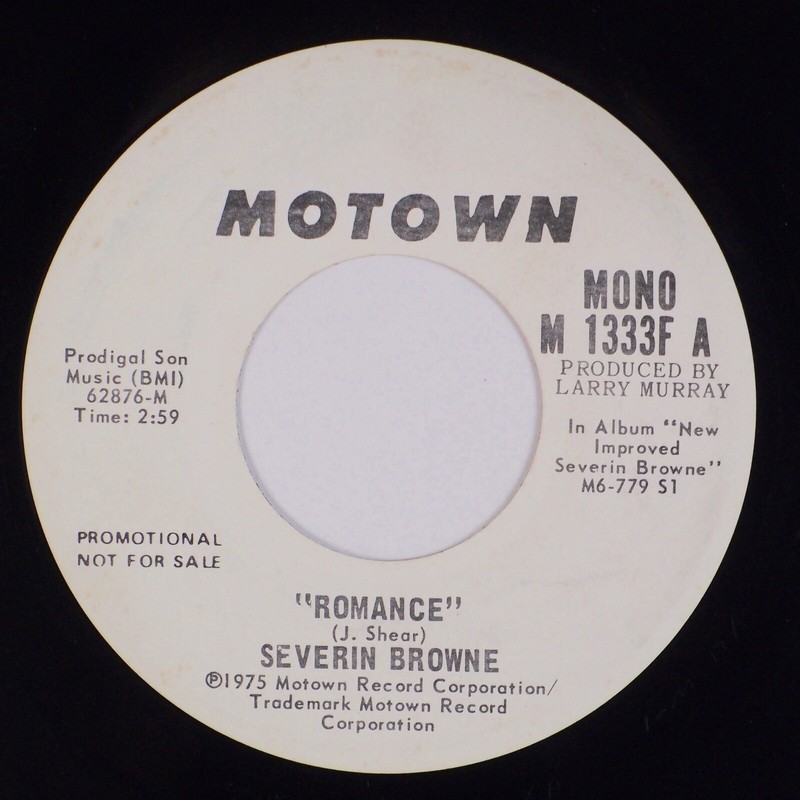 MOTOWN
MONO
M 1333F A
PRODUCED BY
LARRY MURRAY
Prodigal Son
Music (BMI)
62876-M
Time: 2:59
In Album "New
Improved
Severin Browne"
M6-779 S1
PROMOTIONAL
NOT FOR SALE
"ROMANCE"
(J. Shear)
SEVERIN BROWNE
℗1975 Motown Record Corporation/
Trademark Motown Record
Corporation